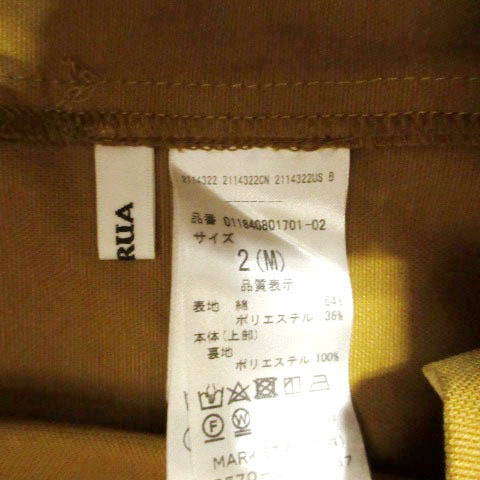 RUA
2114322 2114322CN 2114322US B
品番 011840801701-02
サイズ
2(M)
品質表示
表地 綿 64%
ポリエステル 36%
本体(上部)
裏地
ポリエステル 100%
F W